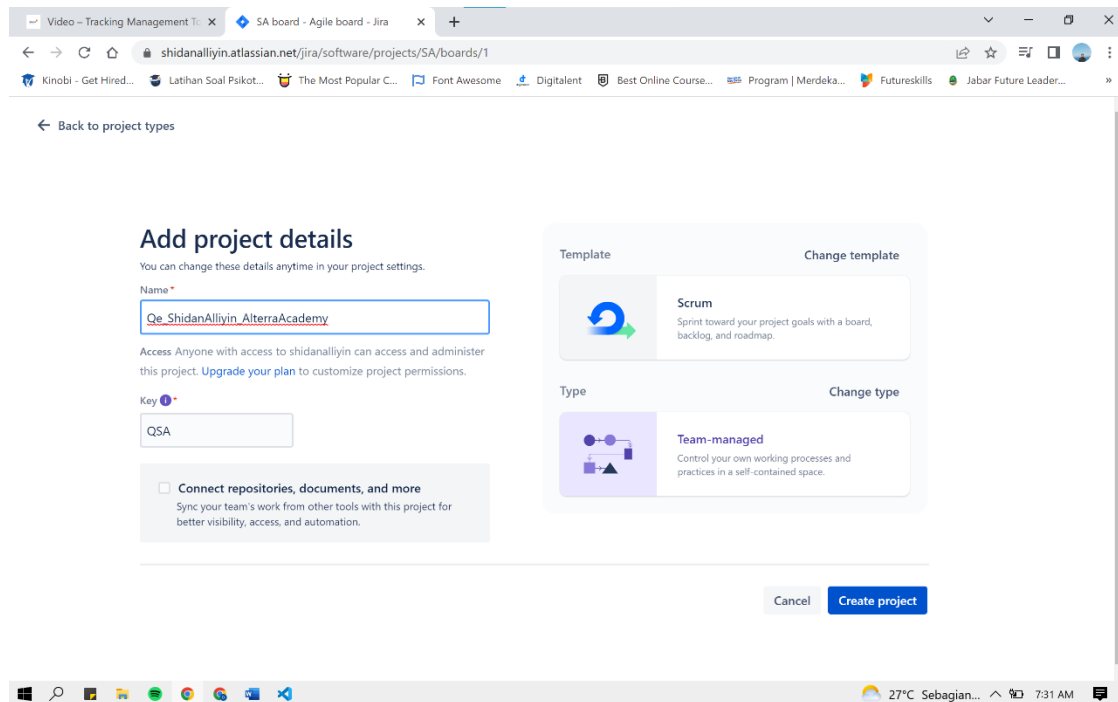 Video – Tracking Management To
SA board - Agile board - Jira
shidanalliyin.atlassian.net/jira/software/projects/SA/boards/1
Kinobi - Get Hired...
Latihan Soal Psikot...
The Most Popular C...
Font Awesome
Digitalent
Best Online Course...
Program | Merdeka...
Futureskills
Jabar Future Leader...
»
Back to project types
Add project details
You can change these details anytime in your project settings.
Name *
Qe_ShidanAlliyin_AlterraAcademy
Access Anyone with access to shidanalliyin can access and administer
this project. Upgrade your plan to customize project permissions.
Key *
QSA
Connect repositories, documents, and more
Sync your team's work from other tools with this project for
better visibility, access, and automation.
Template
Change template
Scrum
Sprint toward your project goals with a board,
backlog, and roadmap.
Type
Change type
Team-managed
Control your own working processes and
practices in a self-contained space.
Cancel
Create project
27°C Sebagian...
7:31 AM